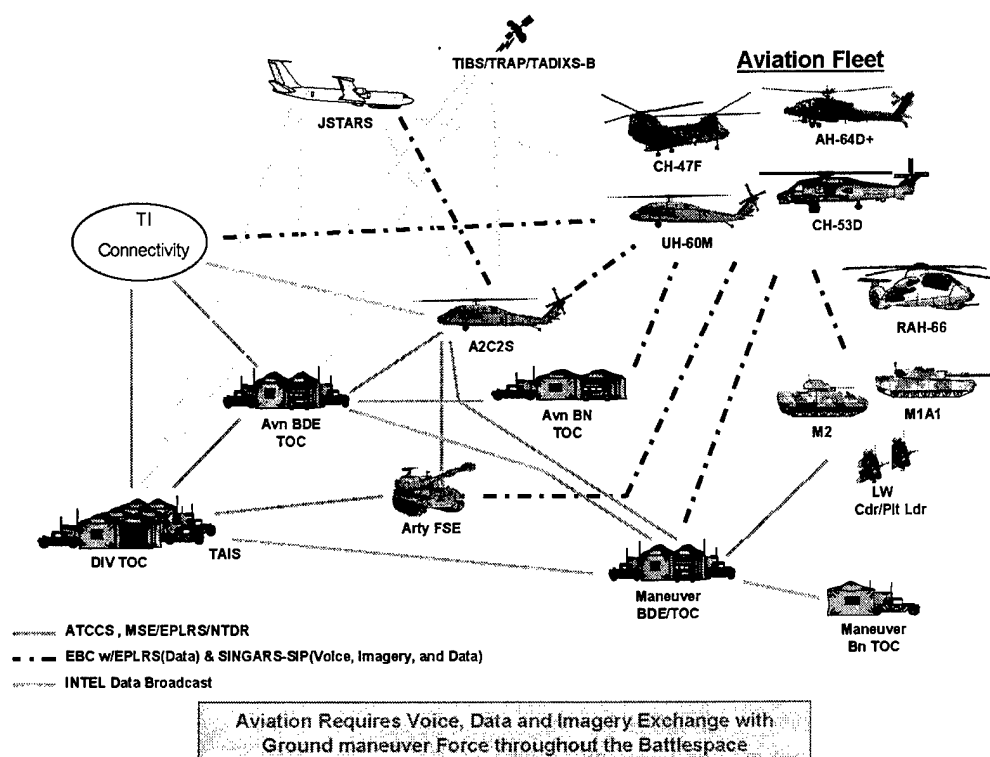 TIBS/TRAP/TADIXS-B
Aviation Fleet
JSTARS
CH-47F
AH-64D+
TI
Connectivity
UH-60M
CH-53D
RAH-66
A2C2S
Avn BDE
TOC
Avn BN
TOC
M2
M1A1
LW
Cdr/Plt Ldr
Arty FSE
DIV TOC
TAIS
Maneuver
BDE/TOC
Maneuver
Bn TOC
ATCCS , MSE/EPLRS/NTDR
EBC w/EPLRS(Data) & SINGARS-SIP(Voice, Imagery, and Data)
INTEL Data Broadcast
Aviation Requires Voice, Data and Imagery Exchange with
Ground maneuver Force throughout the Battlespace